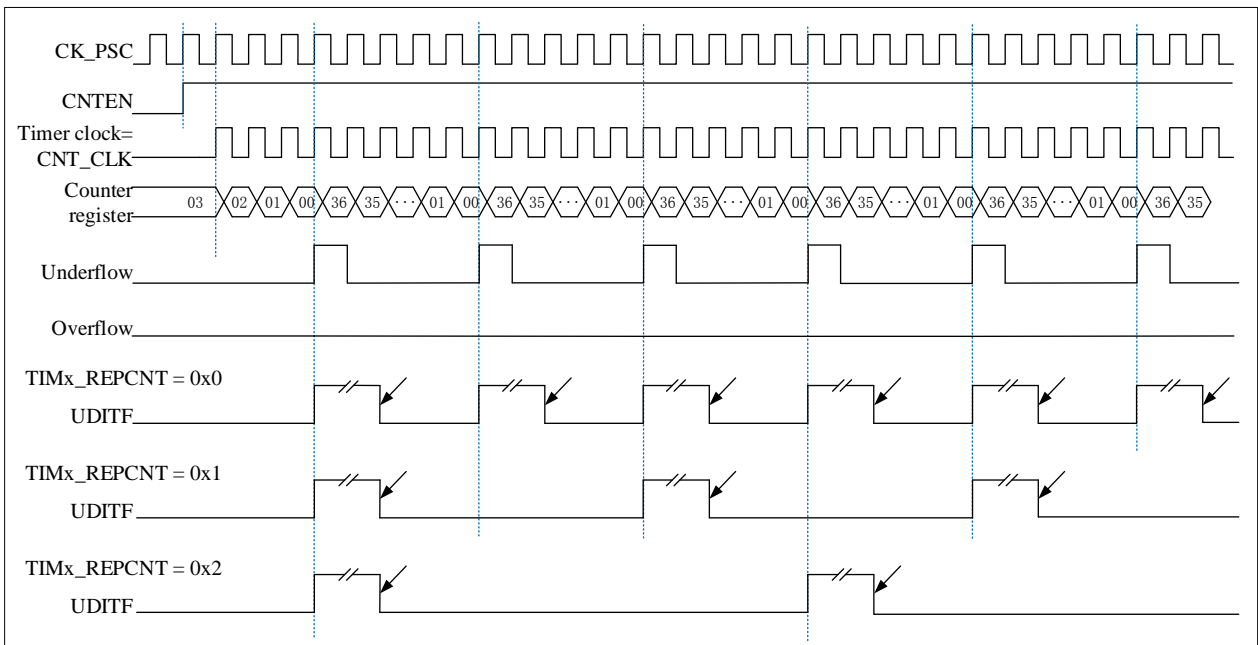 CK_PSC
CNTEN
Timer clock=
CNT_CLK
Counter
register
03 02 01 00 36 35 ··· 01 00 36 35 ··· 01 00 36 35 ··· 01 00 36 35 ··· 01 00 36 35 ··· 01 00 36 35
Underflow
Overflow
TIMx_REPCNT = 0x0
UDITF
TIMx_REPCNT = 0x1
UDITF
TIMx_REPCNT = 0x2
UDITF